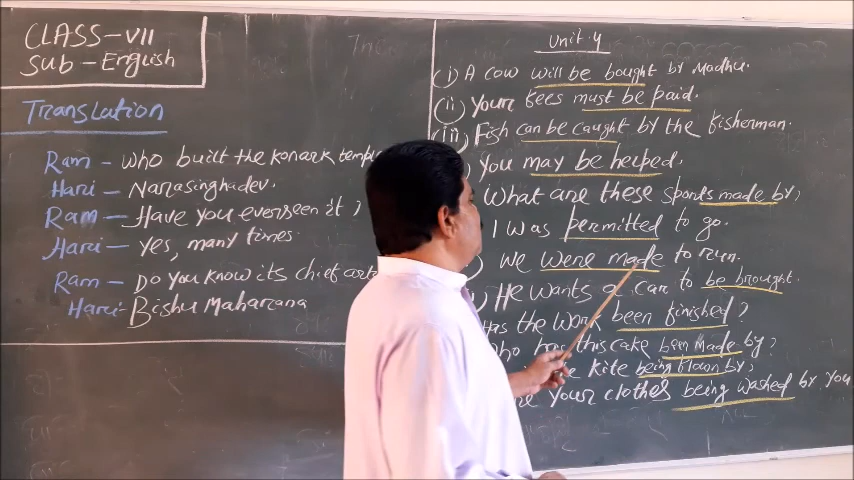 CLASS-VII
SUB-English
Translation
Ram - Who built the konark temple
Hari - Narasinghadev.
Ram - Have you everseen it?
Hari - Yes, many times.
Ram - Do you know its chief
Hari - Bishu Maharana
Unit-4
(i) A cow will be bought by Madhu.
(ii) Your fees must be paid.
(iii) Fish can be caught by the fisherman.
You may be helped.
What are these spouts made by?
I was permitted to go.
We were made to run.
He wants a car to be brought.
Has the work been finished?
Who has this cake been made by?
kite being flown by?
your clothes being washed by you